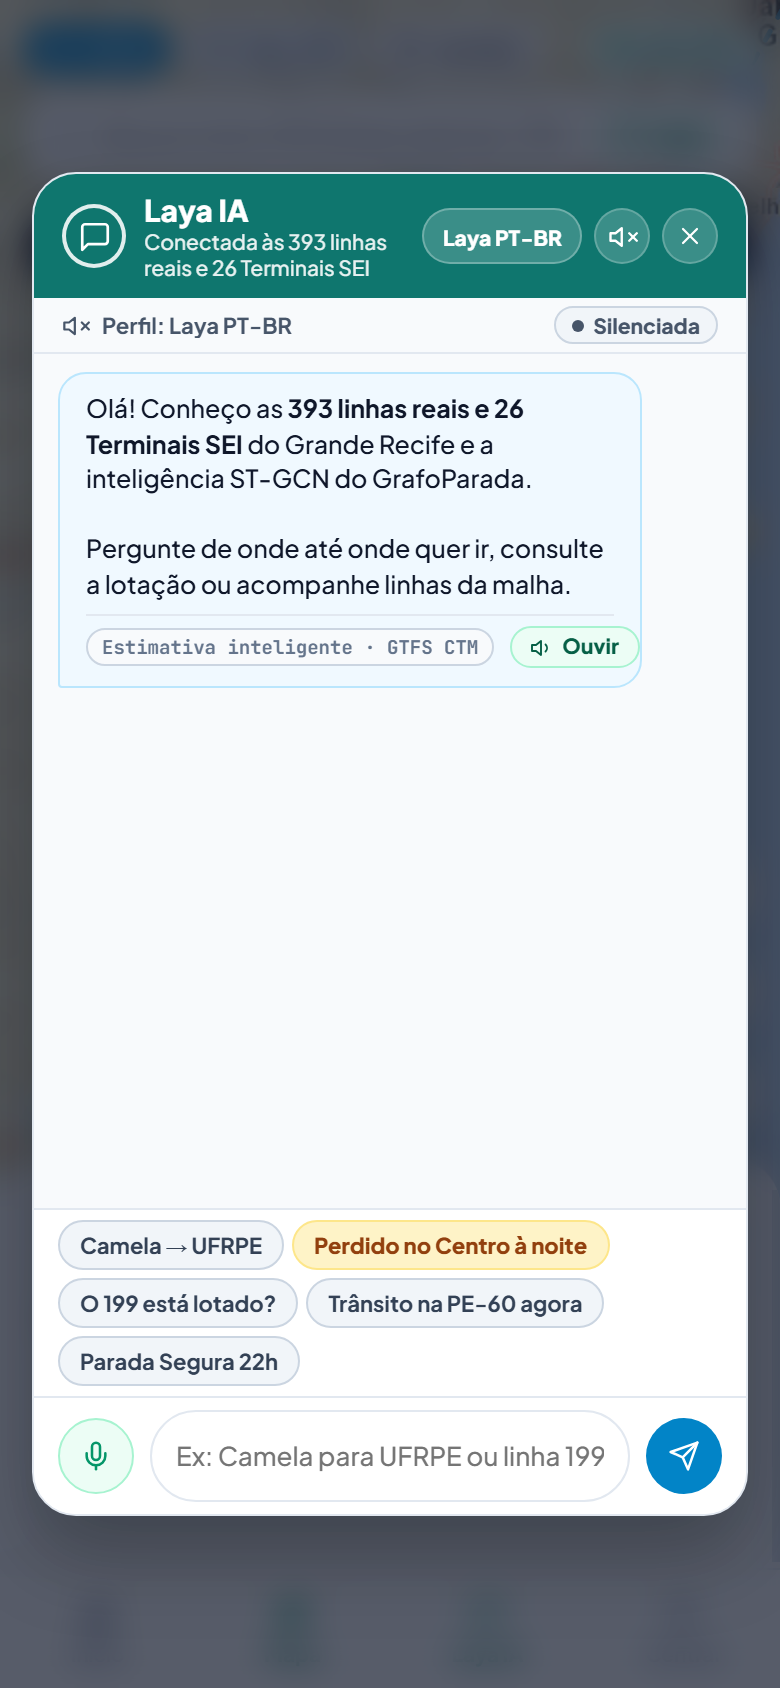 Laya IA
Conectada às 393 linhas
reais e 26 Terminais SEI
Laya PT-BR
Perfil: Laya PT-BR
Silenciada
Olá! Conheço as 393 linhas reais e 26
Terminais SEI do Grande Recife e a
inteligência ST-GCN do GrafoParada.
Pergunte de onde até onde quer ir, consulte
a lotação ou acompanhe linhas da malha.
Estimativa inteligente · GTFS CTM
Ouvir
Camela → UFRPE
Perdido no Centro à noite
O 199 está lotado?
Trânsito na PE-60 agora
Parada Segura 22h
Ex: Camela para UFRPE ou linha 199